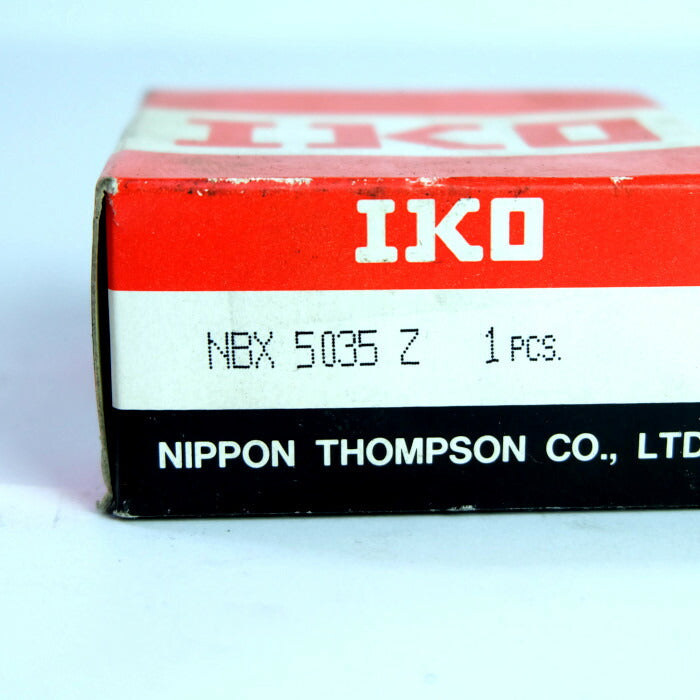 IKO
IKO
NBX 5035 Z 1 PCS.
NIPPON THOMPSON CO., LTD